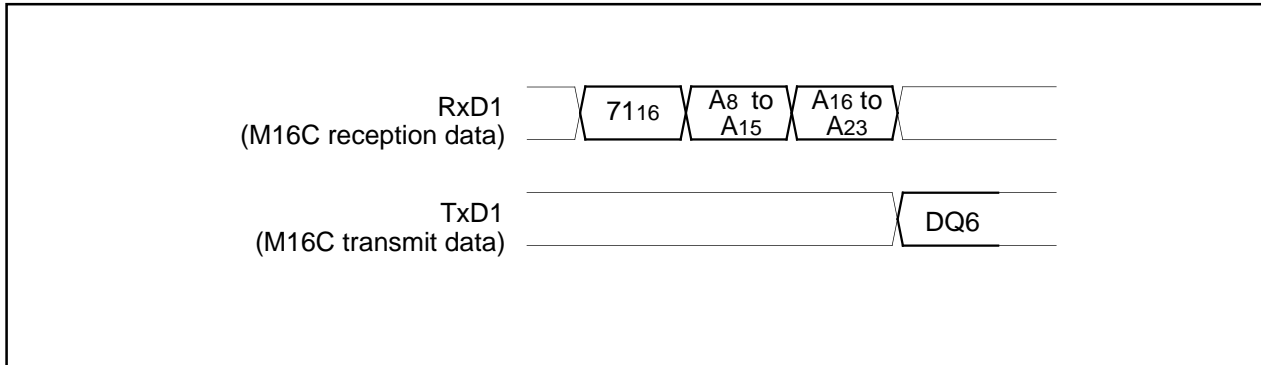 RxD1
(M16C reception data)
7116
A8 to
A15
A16 to
A23
TxD1
(M16C transmit data)
DQ6